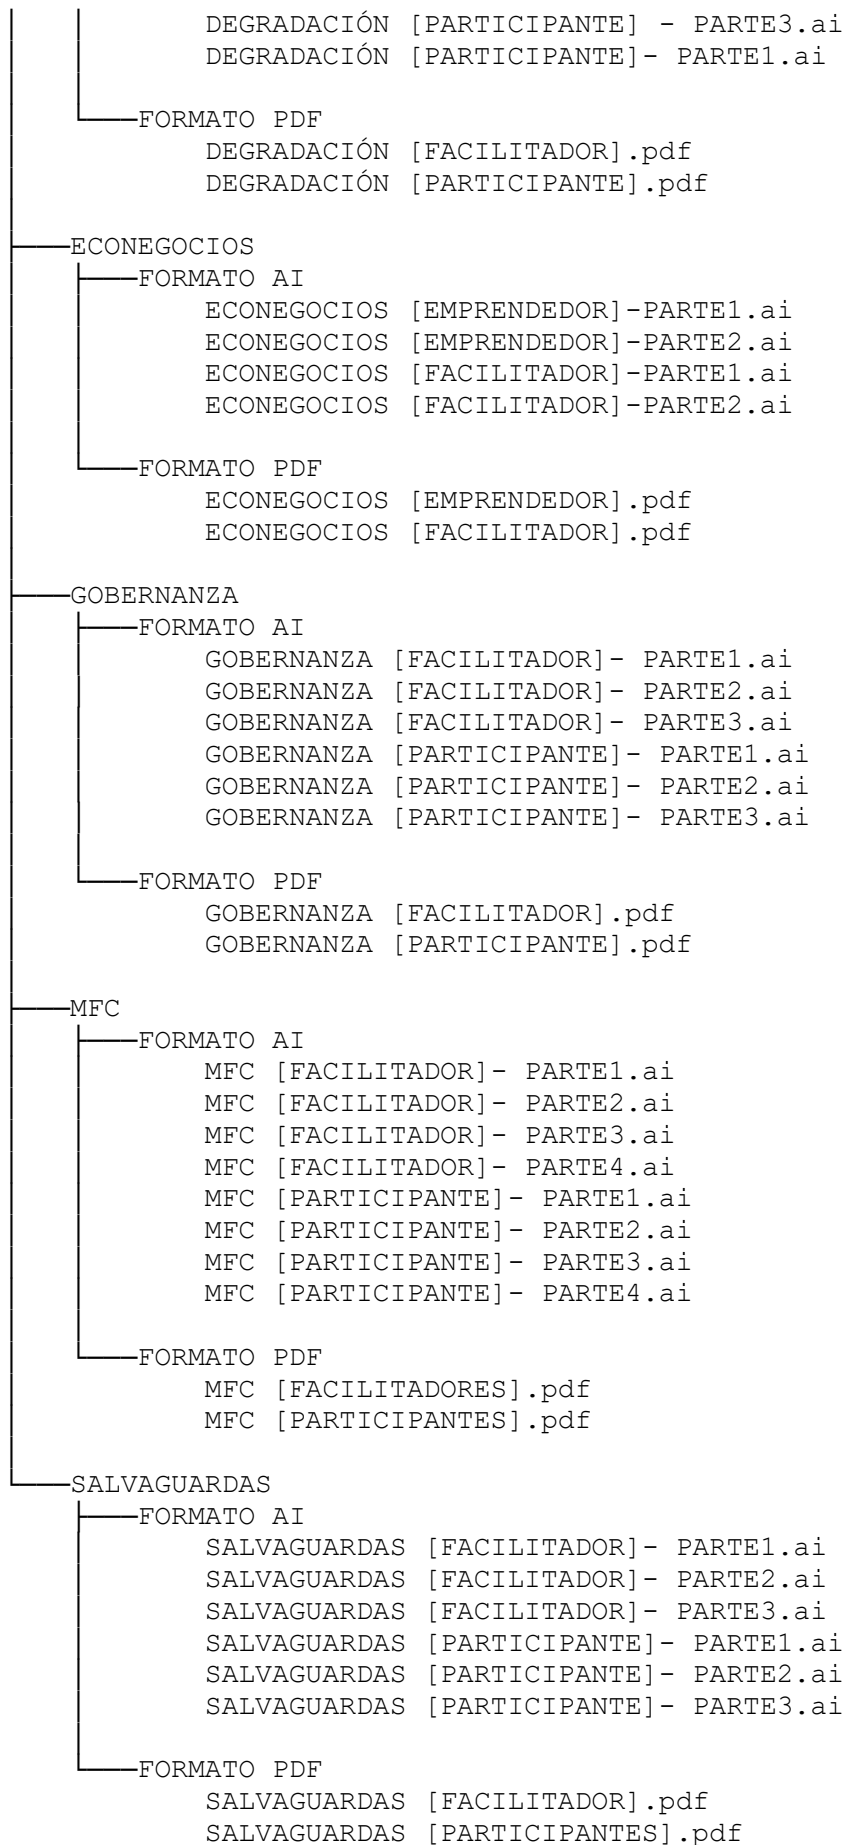 DEGRADACIÓN [PARTICIPANTE] - PARTE3.ai
DEGRADACIÓN [PARTICIPANTE]- PARTE1.ai
FORMATO PDF
DEGRADACIÓN [FACILITADOR].pdf
DEGRADACIÓN [PARTICIPANTE].pdf
ECONEGOCIOS
FORMATO AI
ECONEGOCIOS [EMPRENDEDOR]-PARTE1.ai
ECONEGOCIOS [EMPRENDEDOR]-PARTE2.ai
ECONEGOCIOS [FACILITADOR]-PARTE1.ai
ECONEGOCIOS [FACILITADOR]-PARTE2.ai
FORMATO PDF
ECONEGOCIOS [EMPRENDEDOR].pdf
ECONEGOCIOS [FACILITADOR].pdf
GOBERNANZA
FORMATO AI
GOBERNANZA [FACILITADOR]- PARTE1.ai
GOBERNANZA [FACILITADOR]- PARTE2.ai
GOBERNANZA [FACILITADOR]- PARTE3.ai
GOBERNANZA [PARTICIPANTE]- PARTE1.ai
GOBERNANZA [PARTICIPANTE]- PARTE2.ai
GOBERNANZA [PARTICIPANTE]- PARTE3.ai
FORMATO PDF
GOBERNANZA [FACILITADOR].pdf
GOBERNANZA [PARTICIPANTE].pdf
MFC
FORMATO AI
MFC [FACILITADOR]- PARTE1.ai
MFC [FACILITADOR]- PARTE2.ai
MFC [FACILITADOR]- PARTE3.ai
MFC [FACILITADOR]- PARTE4.ai
MFC [PARTICIPANTE]- PARTE1.ai
MFC [PARTICIPANTE]- PARTE2.ai
MFC [PARTICIPANTE]- PARTE3.ai
MFC [PARTICIPANTE]- PARTE4.ai
FORMATO PDF
MFC [FACILITADORES].pdf
MFC [PARTICIPANTES].pdf
SALVAGUARDAS
FORMATO AI
SALVAGUARDAS [FACILITADOR]- PARTE1.ai
SALVAGUARDAS [FACILITADOR]- PARTE2.ai
SALVAGUARDAS [FACILITADOR]- PARTE3.ai
SALVAGUARDAS [PARTICIPANTE]- PARTE1.ai
SALVAGUARDAS [PARTICIPANTE]- PARTE2.ai
SALVAGUARDAS [PARTICIPANTE]- PARTE3.ai
FORMATO PDF
SALVAGUARDAS [FACILITADOR].pdf
SALVAGUARDAS [PARTICIPANTES].pdf